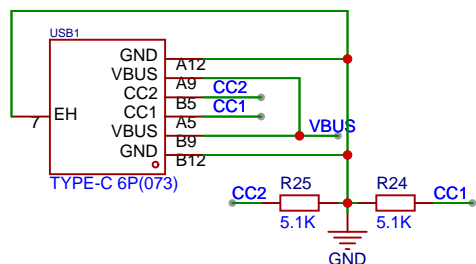 USB1
GND
A12
VBUS
A9
CC2
CC2
B5
EH
7
CC1
CC1
A5
VBUS
VBUS
B9
GND
B12
TYPE-C 6P(073)
CC2
R25
R24
CC1
5.1K
5.1K
GND